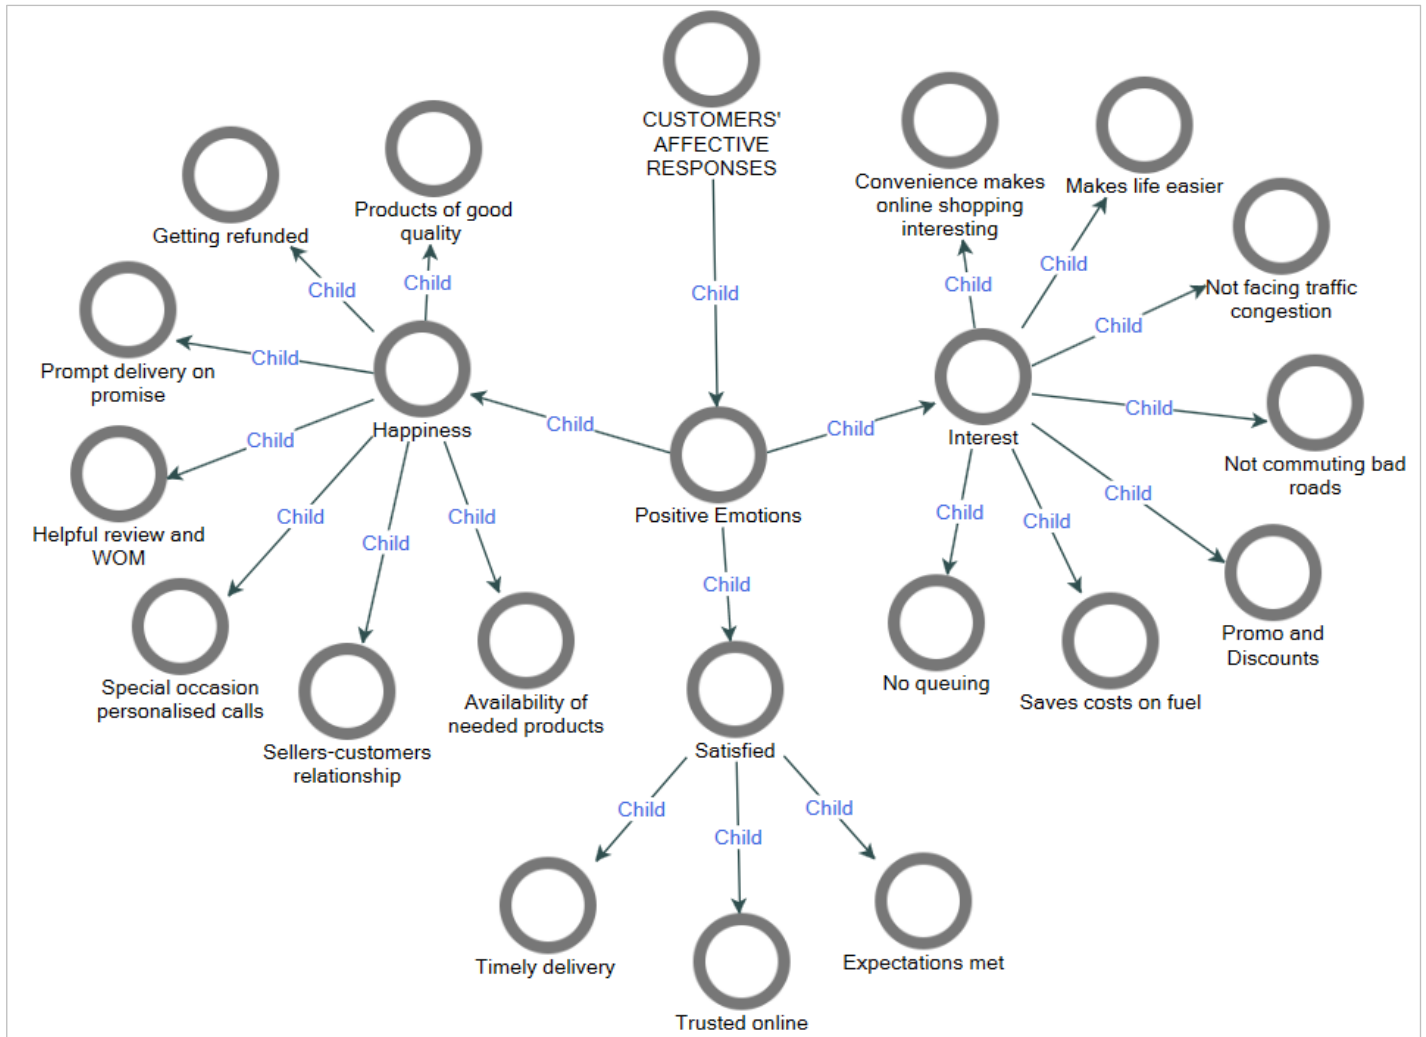 CUSTOMERS'
AFFECTIVE
RESPONSES
Child
Positive Emotions
Child
Happiness
Child
Products of good
quality
Child
Getting refunded
Child
Prompt delivery on
promise
Child
Helpful review and
WOM
Child
Special occasion
personalised calls
Child
Sellers-customers
relationship
Child
Availability of
needed products
Child
Interest
Child
Convenience makes
online shopping
interesting
Child
Makes life easier
Child
Not facing traffic
congestion
Child
Not commuting bad
roads
Child
Promo and
Discounts
Child
Saves costs on fuel
Child
No queuing
Child
Satisfied
Child
Timely delivery
Child
Trusted online
Child
Expectations met